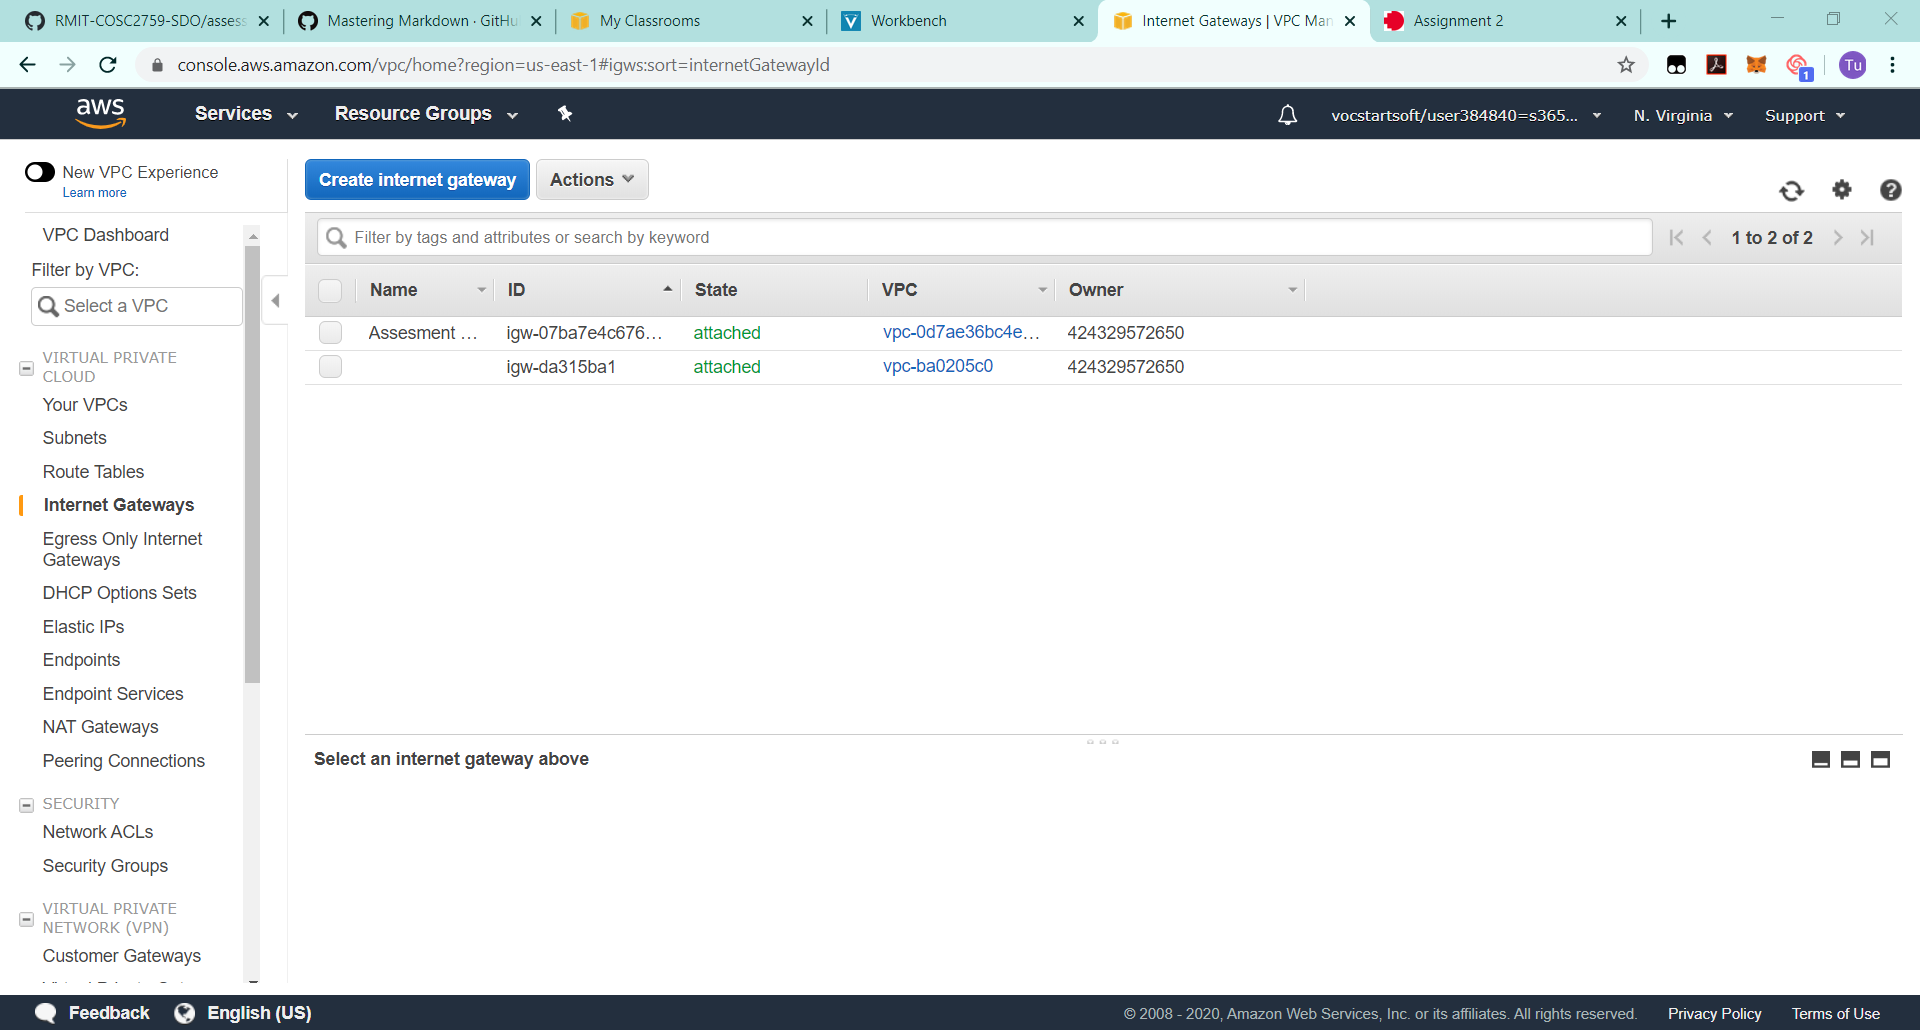 RMIT-COSC2759-SDO/assess
Mastering Markdown · GitHu
My Classrooms
Workbench
Internet Gateways | VPC Man
Assignment 2
console.aws.amazon.com/vpc/home?region=us-east-1#igws:sort=internetGatewayId
1
Tu
aws
Services
Resource Groups
vocstartsoft/user384840=s365...
N. Virginia
Support
New VPC Experience
Learn more
Create internet gateway
Actions
VPC Dashboard
Filter by VPC:
Select a VPC
Filter by tags and attributes or search by keyword
1 to 2 of 2
Name ID State VPC Owner
Assesment ... igw-07ba7e4c676... attached vpc-0d7ae36bc4e... 424329572650
igw-da315ba1 attached vpc-ba0205c0 424329572650
VIRTUAL PRIVATE
CLOUD
Your VPCs
Subnets
Route Tables
Internet Gateways
Egress Only Internet
Gateways
DHCP Options Sets
Elastic IPs
Endpoints
Endpoint Services
NAT Gateways
Peering Connections
SECURITY
Network ACLs
Security Groups
VIRTUAL PRIVATE
NETWORK (VPN)
Customer Gateways
Select an internet gateway above
Feedback
English (US)
© 2008 - 2020, Amazon Web Services, Inc. or its affiliates. All rights reserved.
Privacy Policy
Terms of Use